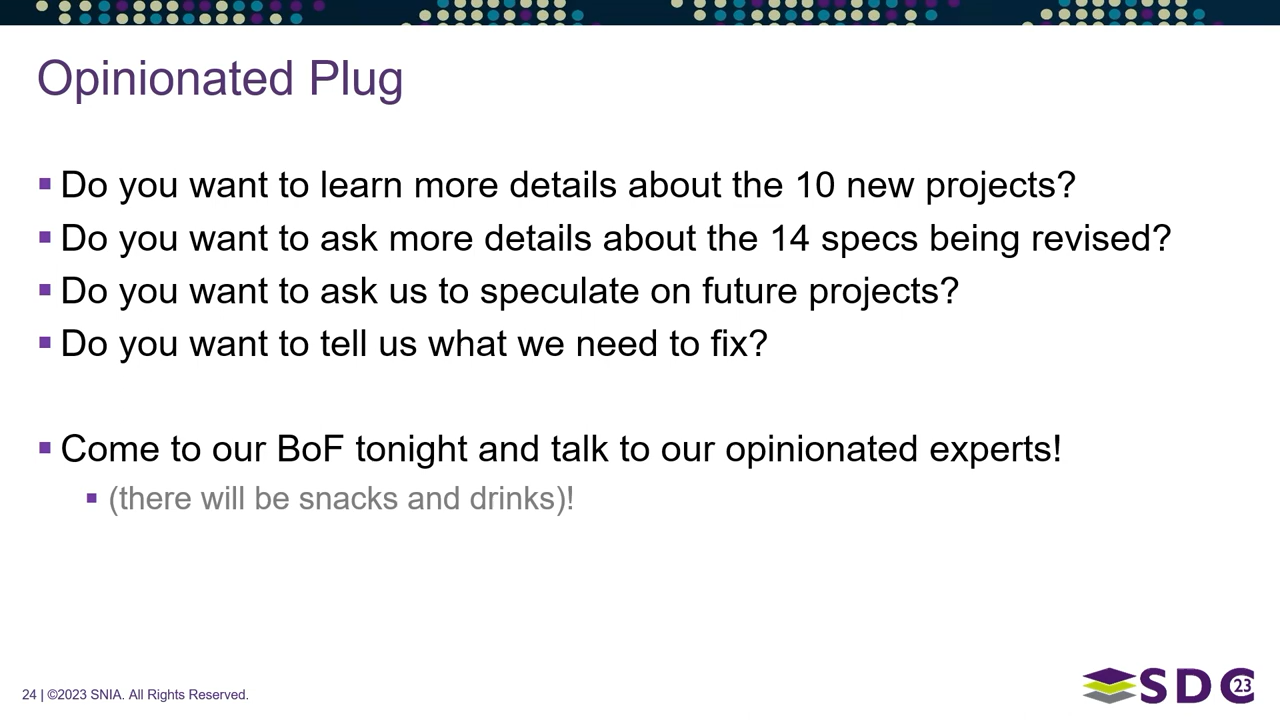 Opinionated Plug
Do you want to learn more details about the 10 new projects?
Do you want to ask more details about the 14 specs being revised?
Do you want to ask us to speculate on future projects?
Do you want to tell us what we need to fix?
Come to our BoF tonight and talk to our opinionated experts!
(there will be snacks and drinks)!
24 | ©2023 SNIA. All Rights Reserved.
SDC 23